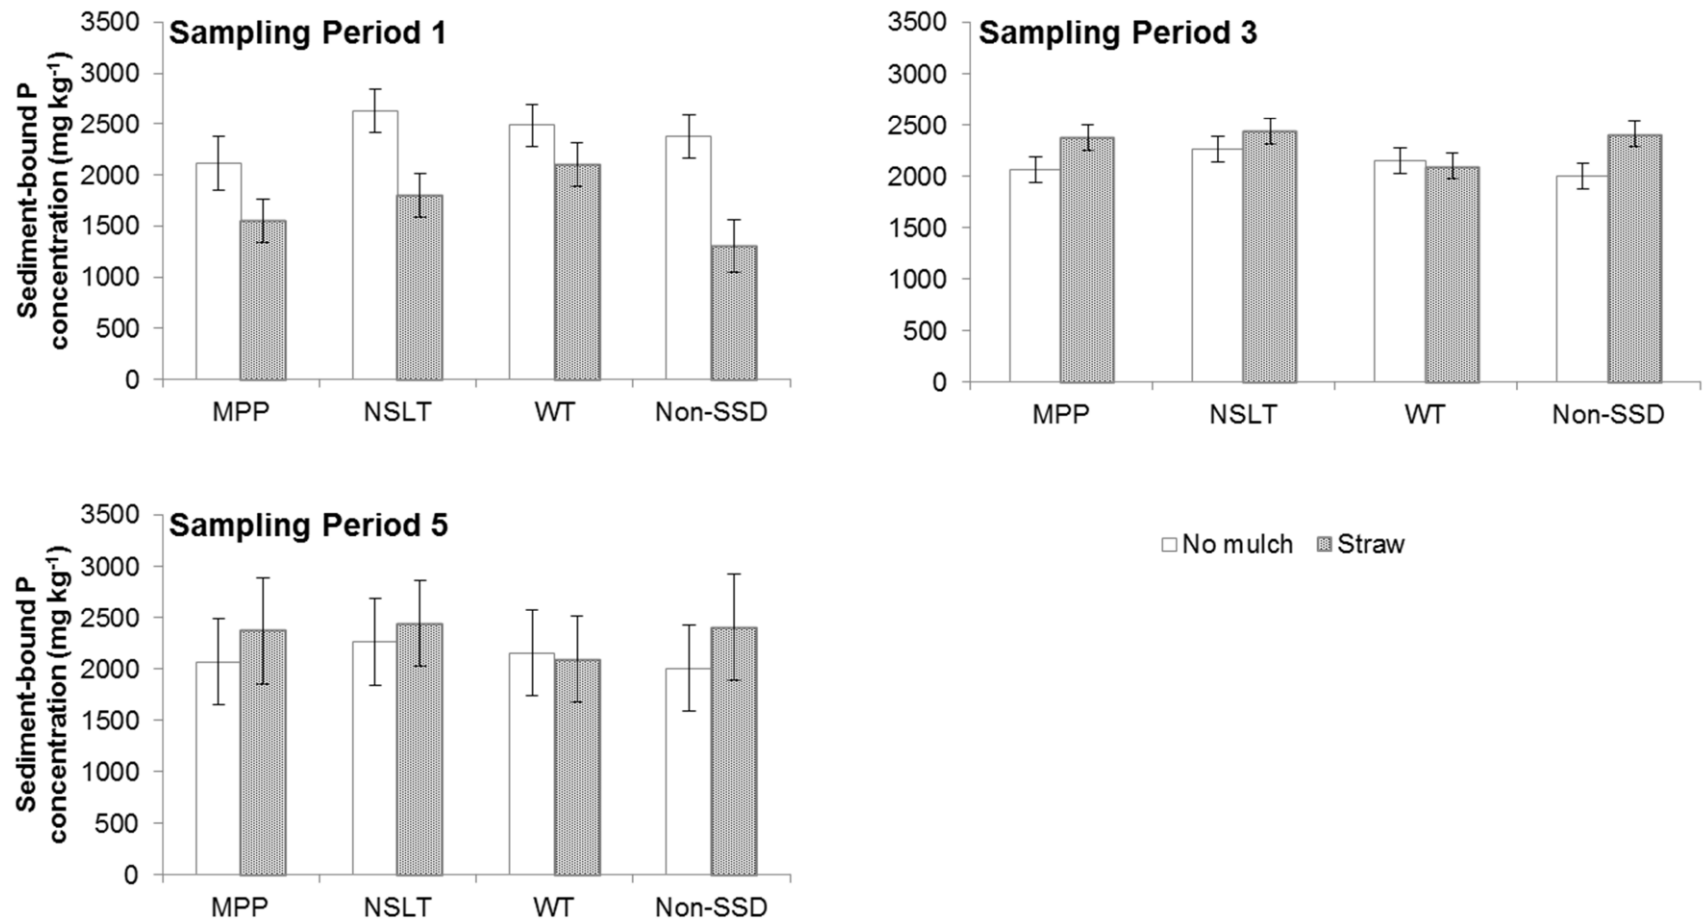 Sampling Period 1
Sediment-bound P
concentration (mg kg⁻¹)
3500
3000
2500
2000
1500
1000
500
0
MPP NSLT WT Non-SSD
Sampling Period 3
3500
3000
2500
2000
1500
1000
500
0
MPP NSLT WT Non-SSD
Sampling Period 5
Sediment-bound P
concentration (mg kg⁻¹)
3500
3000
2500
2000
1500
1000
500
0
MPP NSLT WT Non-SSD
No mulch Straw